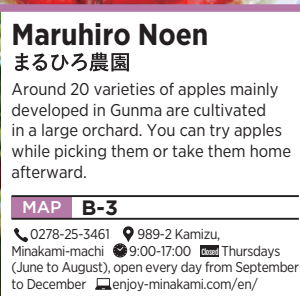 Maruhiro Noen
まるひろ農園
Around 20 varieties of apples mainly
developed in Gunma are cultivated
in a large orchard. You can try apples
while picking them or take them home
afterward.
MAP B-3
0278-25-3461 989-2 Kamizu,
Minakami-machi 9:00-17:00 Closed Thursdays
(June to August), open every day from September
to December enjoy-minakami.com/en/